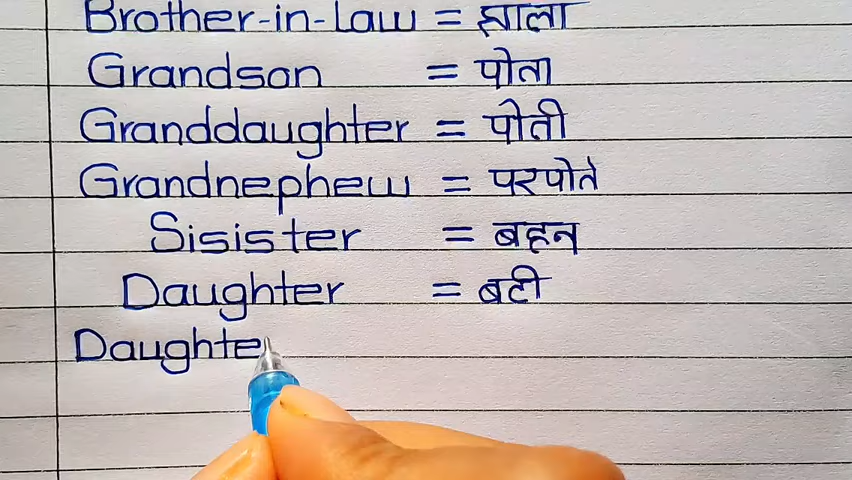 Brother-in-law = साला
Grandson = पोता
Granddaughter = पोती
Grandnephew = परपोते
Sisister = बहन
Daughter = बटी
Daughte